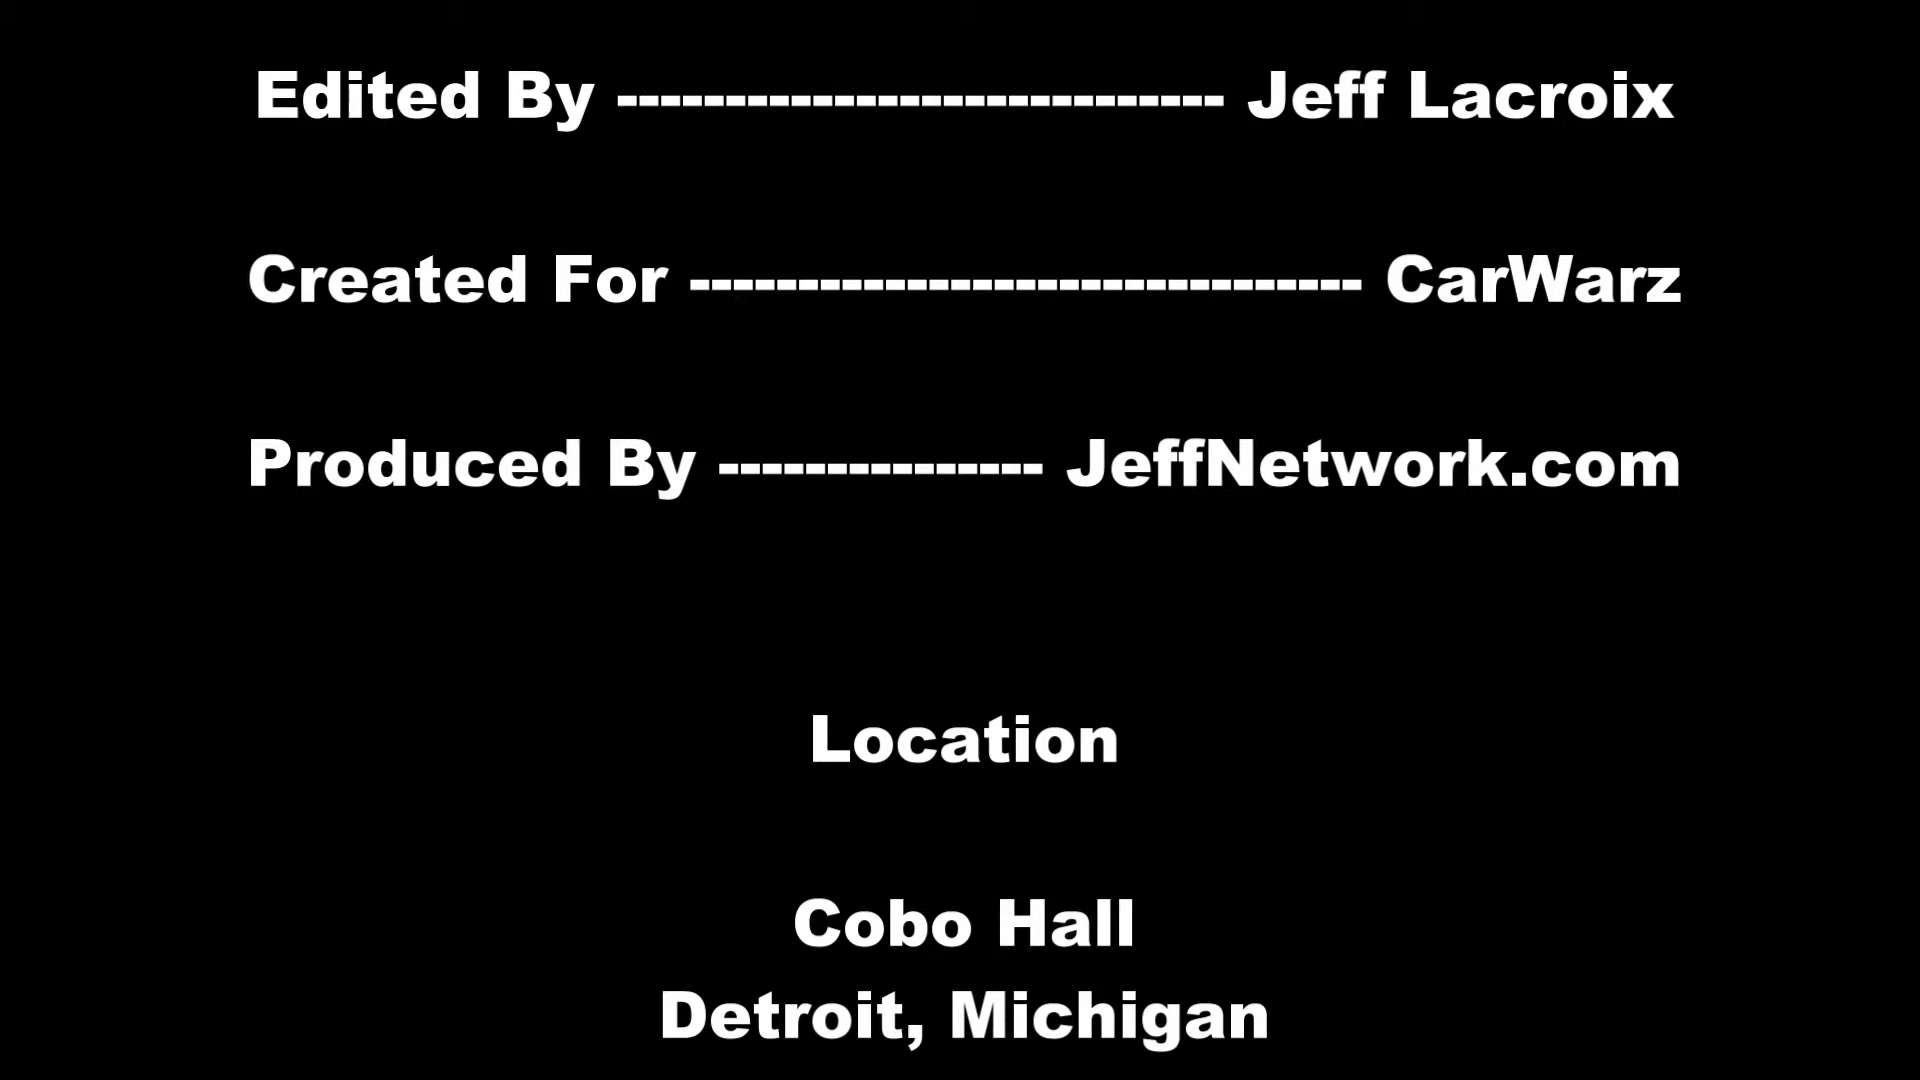 Edited By ---------------------------- Jeff Lacroix
Created For ------------------------------- CarWarz
Produced By --------------- JeffNetwork.com
Location
Cobo Hall
Detroit, Michigan